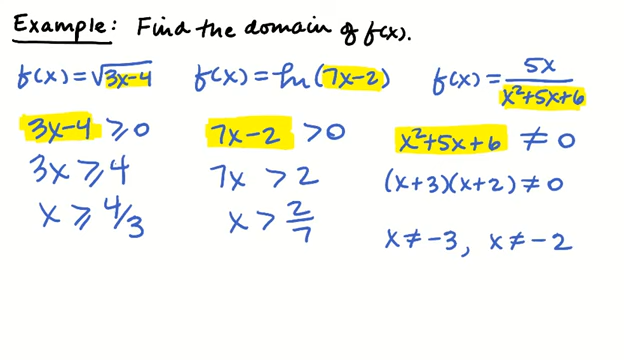 Example: Find the domain of f(x).
f(x) = √(3x-4) f(x) = ln(7x-2) f(x) = 5x/(x²+5x+6)
3x-4 ⩾ 0 7x-2 > 0 x²+5x+6 ≠ 0
3x ⩾ 4 7x > 2 (x+3)(x+2) ≠ 0
x ⩾ 4/3 x > 2/7 x ≠ -3, x ≠ -2